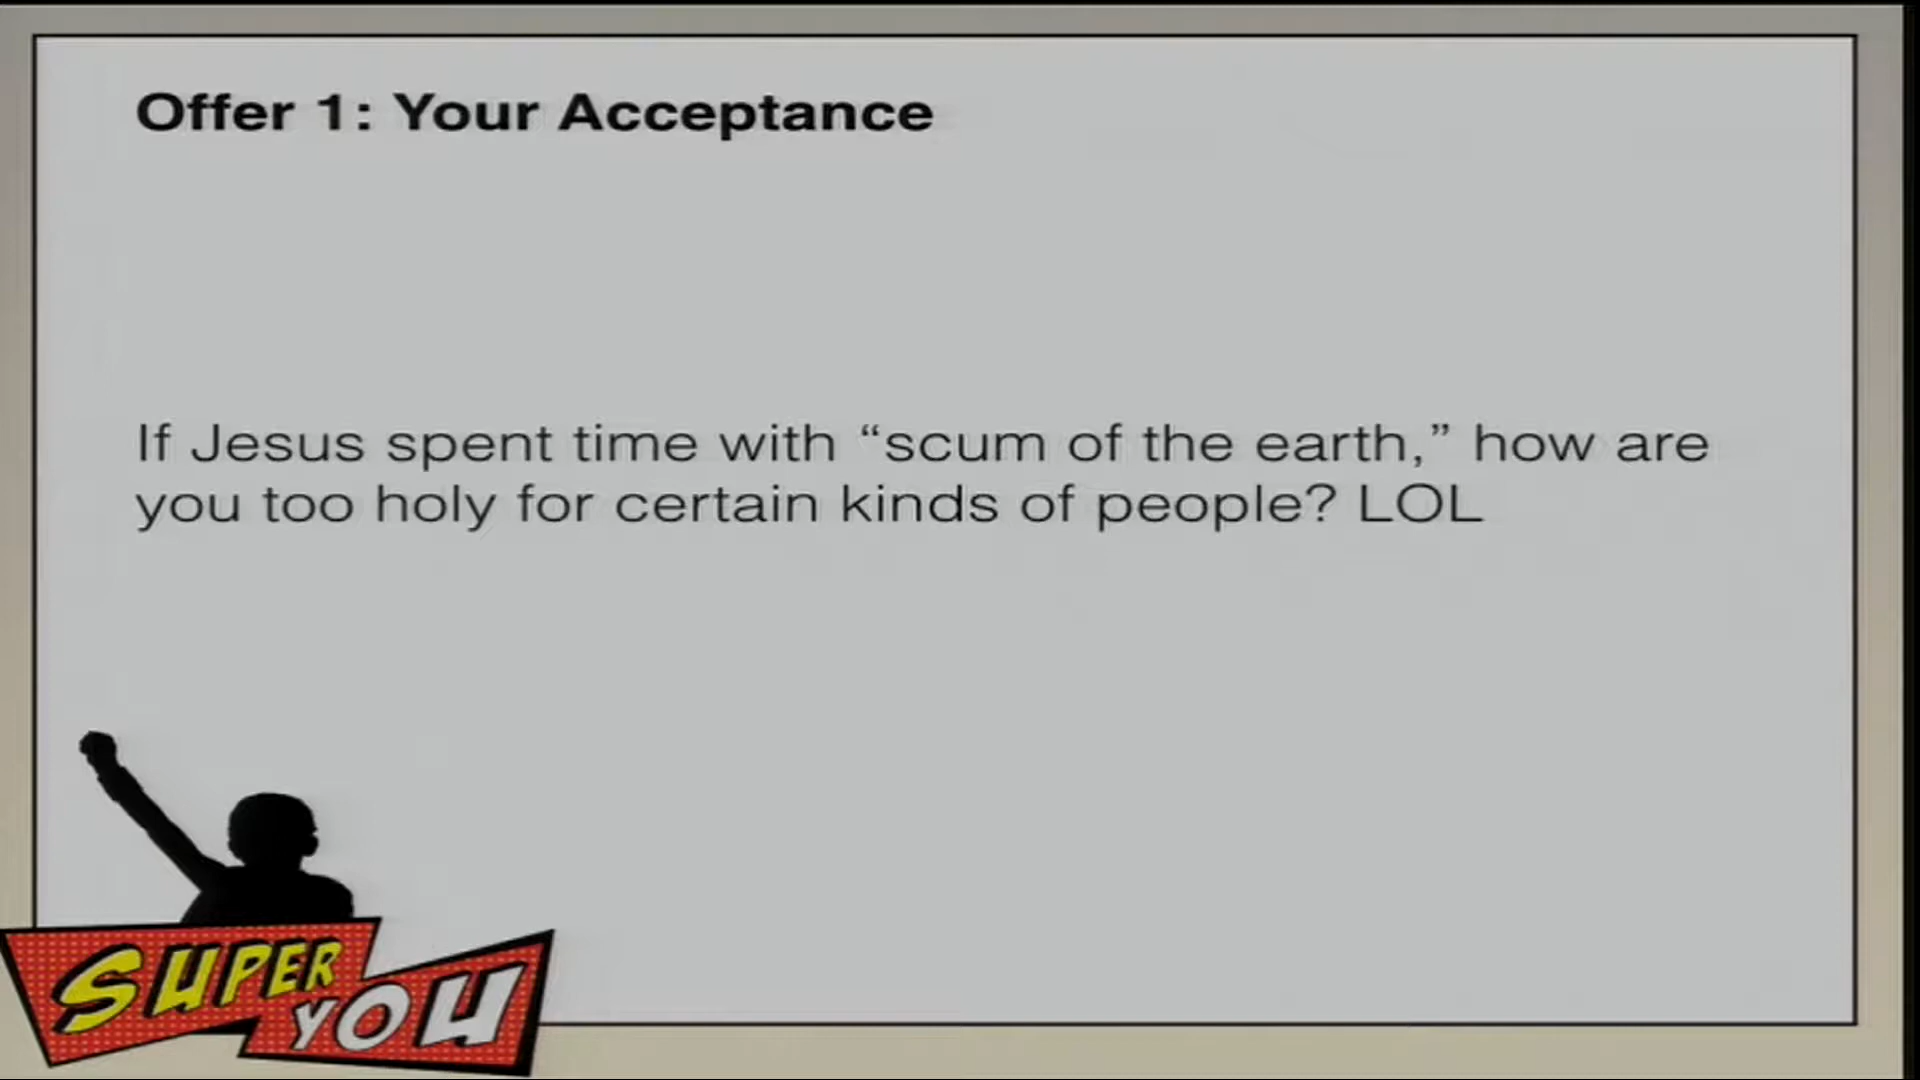 Offer 1: Your Acceptance
If Jesus spent time with “scum of the earth,” how are
you too holy for certain kinds of people? LOL
SUPER
YOU